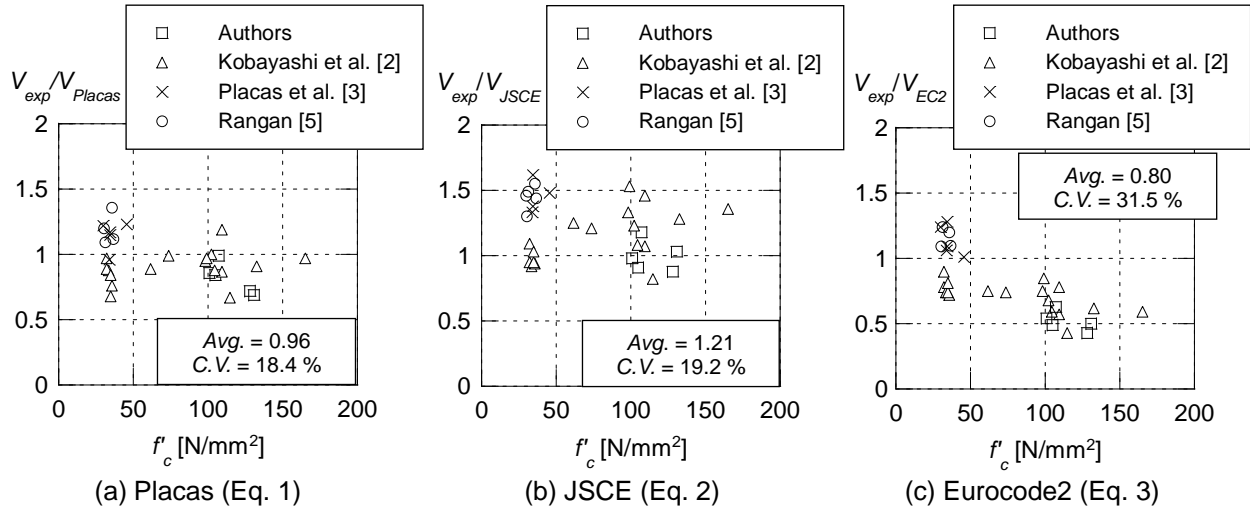 Authors
Kobayashi et al. [2]
Placas et al. [3]
Rangan [5]
V_exp/V_Placas
2
1.5
1
0.5
0
Avg. = 0.96
C.V. = 18.4 %
0 50 100 150 200
f'_c [N/mm²]
(a) Placas (Eq. 1)
Authors
Kobayashi et al. [2]
Placas et al. [3]
Rangan [5]
V_exp/V_JSCE
2
1.5
1
0.5
0
Avg. = 1.21
C.V. = 19.2 %
0 50 100 150 200
f'_c [N/mm²]
(b) JSCE (Eq. 2)
Authors
Kobayashi et al. [2]
Placas et al. [3]
Rangan [5]
V_exp/V_EC2
2
1.5
1
0.5
0
Avg. = 0.80
C.V. = 31.5 %
0 50 100 150 200
f'_c [N/mm²]
(c) Eurocode2 (Eq. 3)